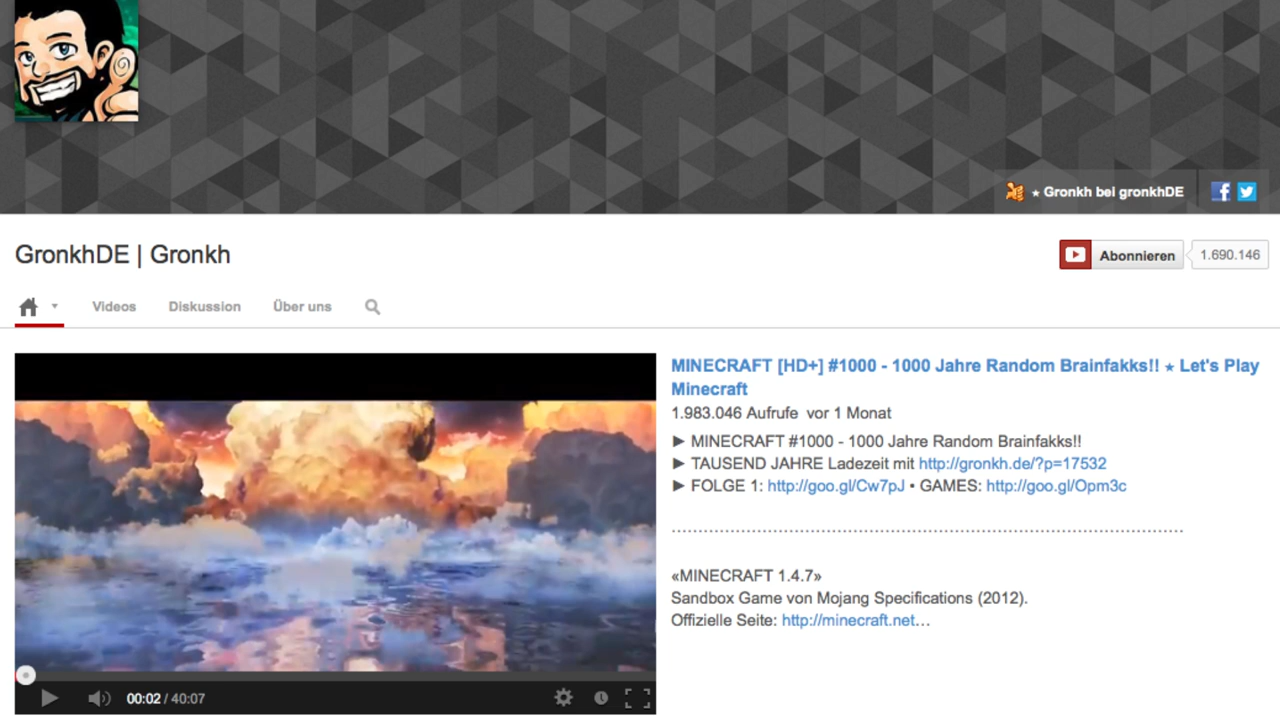 ★ Gronkh bei gronkhDE
GronkhDE | Gronkh
Abonnieren 1.690.146
Videos Diskussion Über uns
MINECRAFT [HD+] #1000 - 1000 Jahre Random Brainfakks!! ★ Let's Play
Minecraft
1.983.046 Aufrufe vor 1 Monat
► MINECRAFT #1000 - 1000 Jahre Random Brainfakks!!
► TAUSEND JAHRE Ladezeit mit http://gronkh.de/?p=17532
► FOLGE 1: http://goo.gl/Cw7pJ • GAMES: http://goo.gl/Opm3c
«MINECRAFT 1.4.7»
Sandbox Game von Mojang Specifications (2012).
Offizielle Seite: http://minecraft.net…
00:02 / 40:07